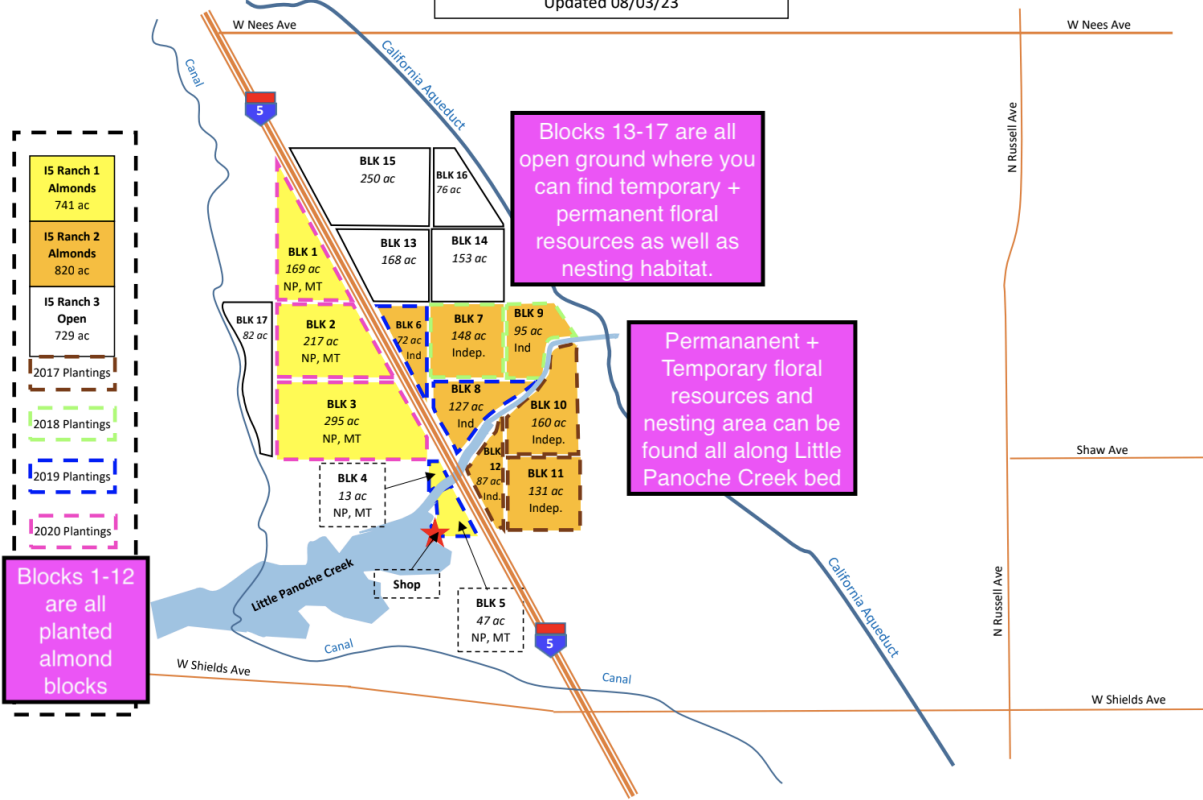 Updated 08/03/23
W Nees Ave
W Nees Ave
Canal
California Aqueduct
5
N Russell Ave
Blocks 13-17 are all
open ground where you
can find temporary +
permanent floral
resources as well as
nesting habitat.
I5 Ranch 1
Almonds
741 ac
I5 Ranch 2
Almonds
820 ac
I5 Ranch 3
Open
729 ac
2017 Plantings
2018 Plantings
2019 Plantings
2020 Plantings
Blocks 1-12
are all
planted
almond
blocks
BLK 15
250 ac
BLK 16
76 ac
BLK 13
168 ac
BLK 14
153 ac
BLK 1
169 ac
NP, MT
BLK 17
82 ac
BLK 2
217 ac
NP, MT
BLK 6
72 ac
Ind
BLK 7
148 ac
Indep.
BLK 9
95 ac
Ind
Permananent +
Temporary floral
resources and
nesting area can be
found all along Little
Panoche Creek bed
BLK 3
295 ac
NP, MT
BLK 8
127 ac
Ind
BLK 10
160 ac
Indep.
BLK
12
87 ac
Ind.
BLK 11
131 ac
Indep.
BLK 4
13 ac
NP, MT
Shaw Ave
Little Panoche Creek
Shop
BLK 5
47 ac
NP, MT
5
California Aqueduct
N Russell Ave
Canal
W Shields Ave
Canal
W Shields Ave